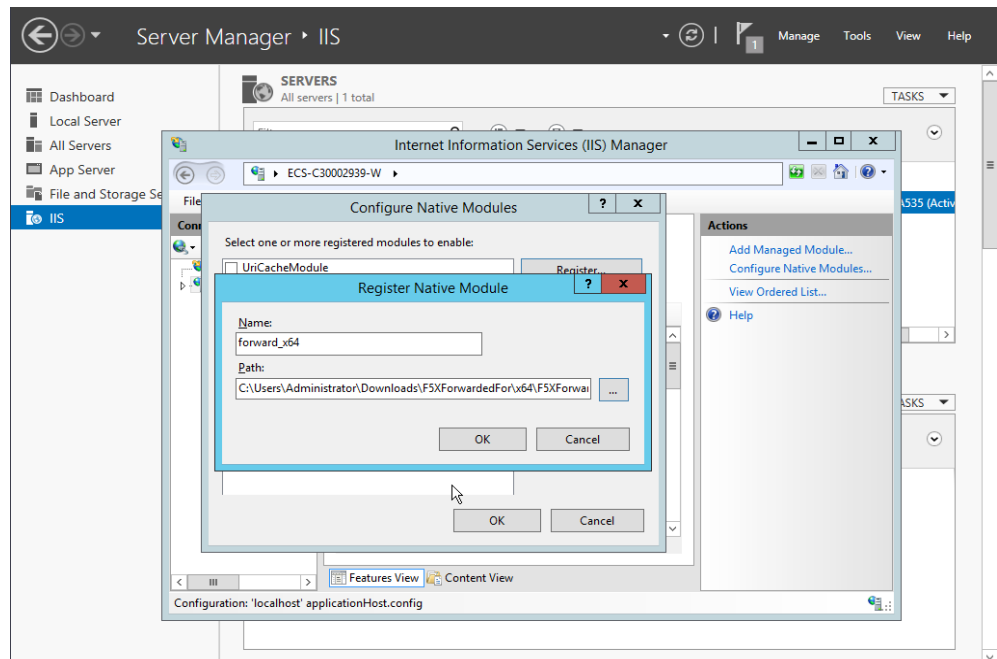 Server Manager ‣ IIS
1
Manage Tools View Help
Dashboard
Local Server
All Servers
App Server
File and Storage Se
IIS
SERVERS
All servers | 1 total
TASKS
A535 (Activ
TASKS
Internet Information Services (IIS) Manager
ECS-C30002939-W
File
Configure Native Modules
Select one or more registered modules to enable:
UriCacheModule
Register...
Register Native Module
Name:
forward_x64
Path:
C:\Users\Administrator\Downloads\F5XForwardedFor\x64\F5XForwar
...
OK Cancel
OK Cancel
Actions
Add Managed Module...
Configure Native Modules...
View Ordered List...
Help
Features View Content View
Configuration: 'localhost' applicationHost.config